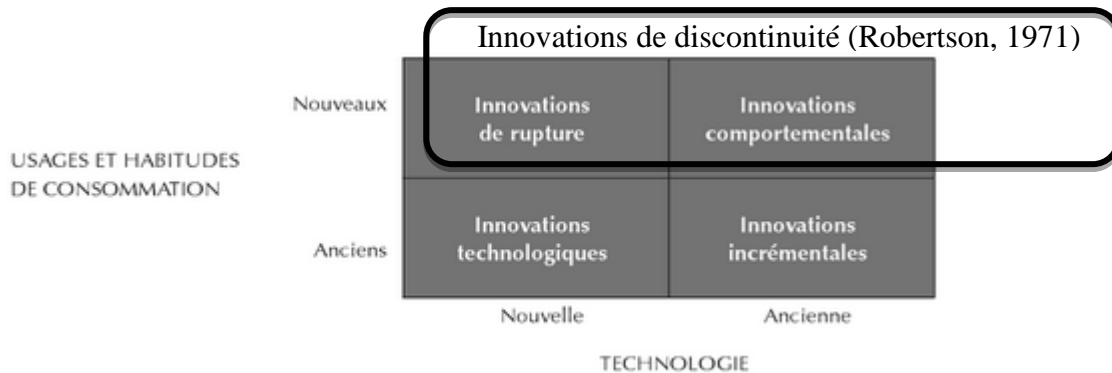 Innovations de discontinuité (Robertson, 1971)
Nouveaux
Innovations
de rupture
Innovations
comportementales
USAGES ET HABITUDES
DE CONSOMMATION
Anciens
Innovations
technologiques
Innovations
incrémentales
Nouvelle
Ancienne
TECHNOLOGIE